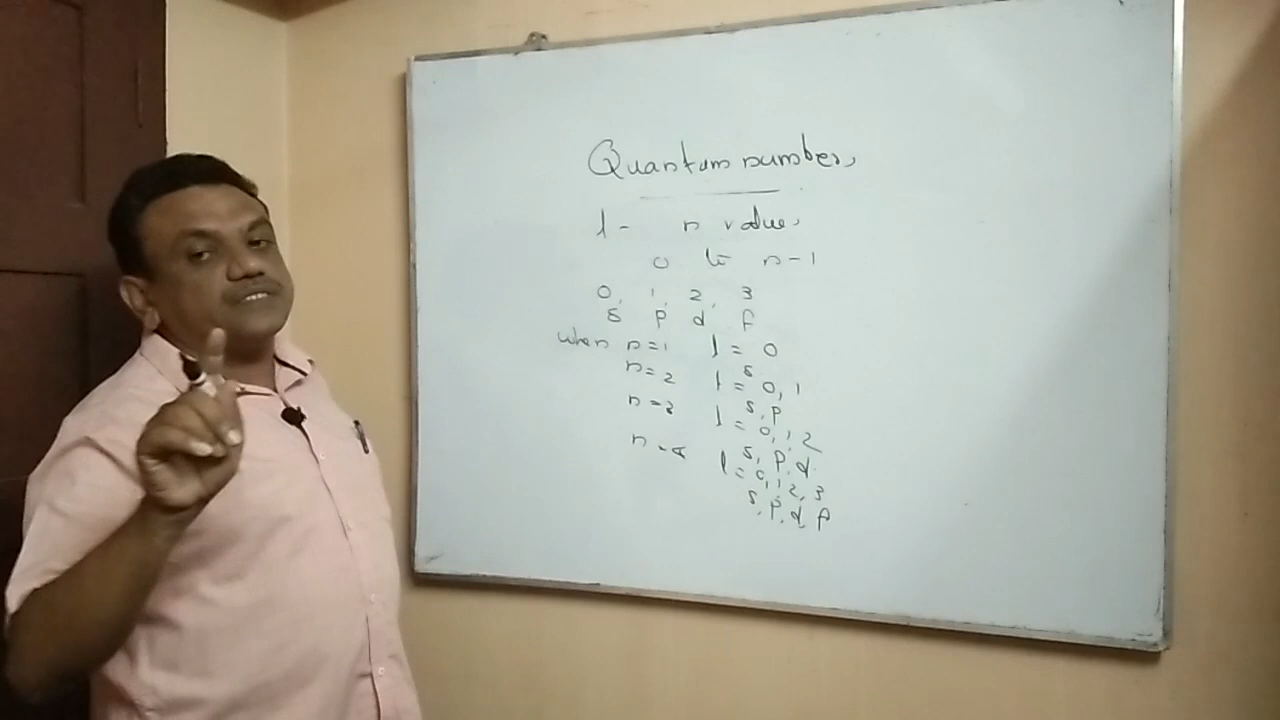 Quantum numbers
l - n values
0 to n-1
0, 1, 2, 3
s p d f
when n=1 l = 0
s
n=2 l = 0, 1
s, p
n=3 l = 0, 1, 2
s, p, d
n=4 l = 0, 1, 2, 3
s, p, d, f